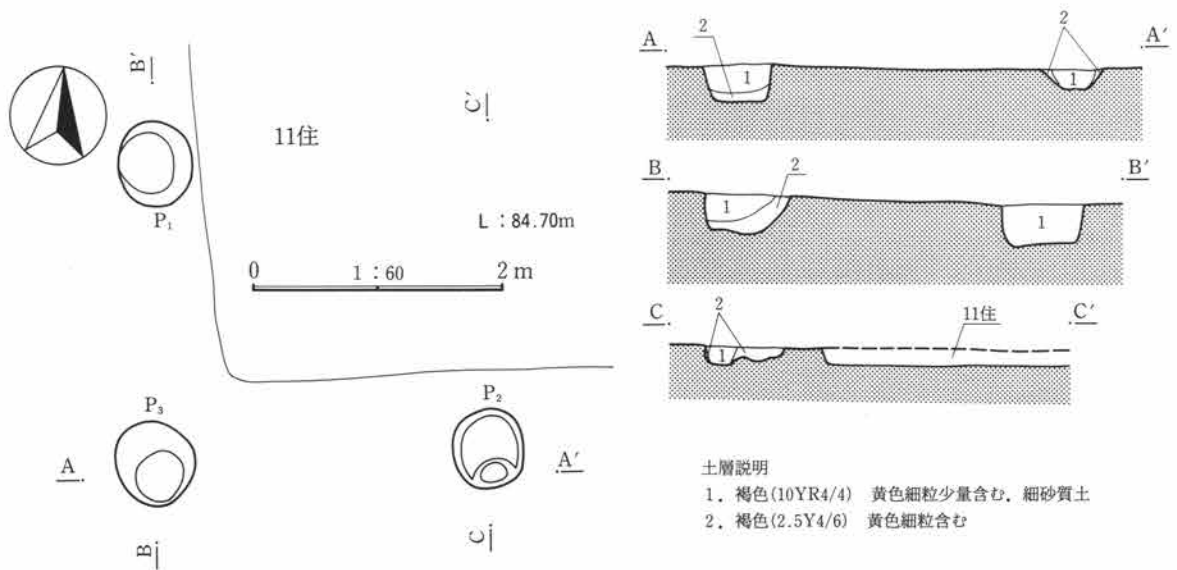 B′
C′
11住
P₁
L：84.70m
0 1：60 2m
P₃
P₂
A A′
B
C
A 2 1 2 1 A′
B 1 2 B′ 1
C 2 1 11住 C′
土層説明
1．褐色(10YR4/4) 黄色細粒少量含む，細砂質土
2．褐色(2.5Y4/6) 黄色細粒含む